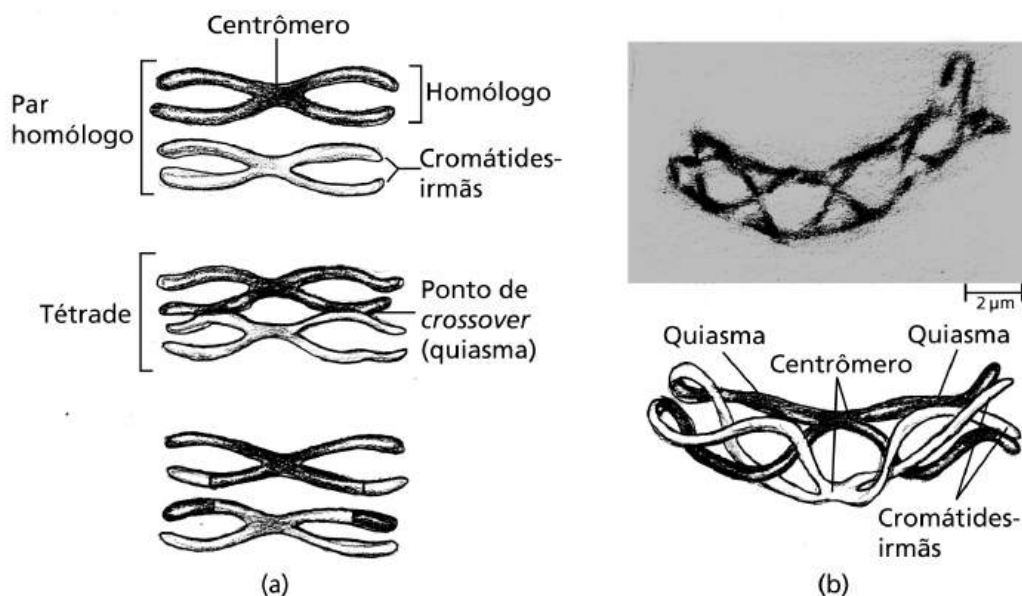 Centrômero
Par
homólogo
Homólogo
Cromátides-
irmãs
Tétrade
Ponto de
crossover
(quiasma)
(a)
2 µm
Quiasma
Quiasma
Centrômero
Cromátides-
irmãs
(b)